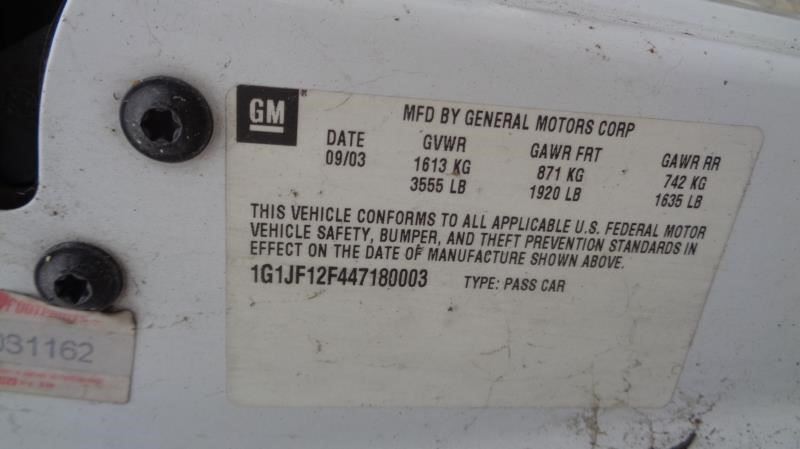 GM
MFD BY GENERAL MOTORS CORP
DATE GVWR GAWR FRT GAWR RR
09/03 1613 KG 871 KG 742 KG
3555 LB 1920 LB 1635 LB
THIS VEHICLE CONFORMS TO ALL APPLICABLE U.S. FEDERAL MOTOR
VEHICLE SAFETY, BUMPER, AND THEFT PREVENTION STANDARDS IN
EFFECT ON THE DATE OF MANUFACTURE SHOWN ABOVE.
1G1JF12F447180003 TYPE: PASS CAR
031162